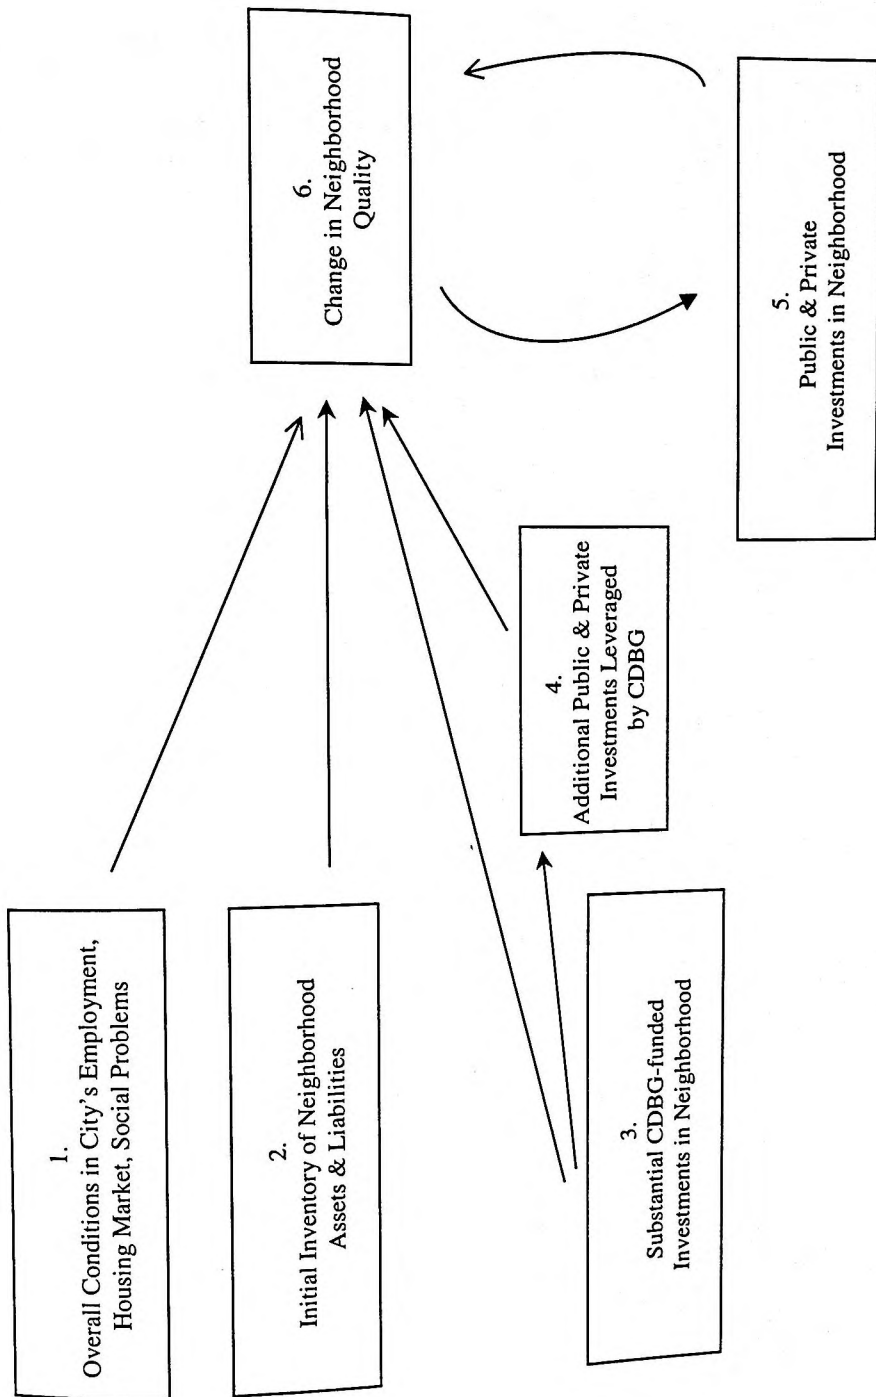 1.
Overall Conditions in City's Employment,
Housing Market, Social Problems
2.
Initial Inventory of Neighborhood
Assets & Liabilities
3.
Substantial CDBG-funded
Investments in Neighborhood
4.
Additional Public & Private
Investments Leveraged
by CDBG
5.
Public & Private
Investments in Neighborhood
6.
Change in Neighborhood
Quality